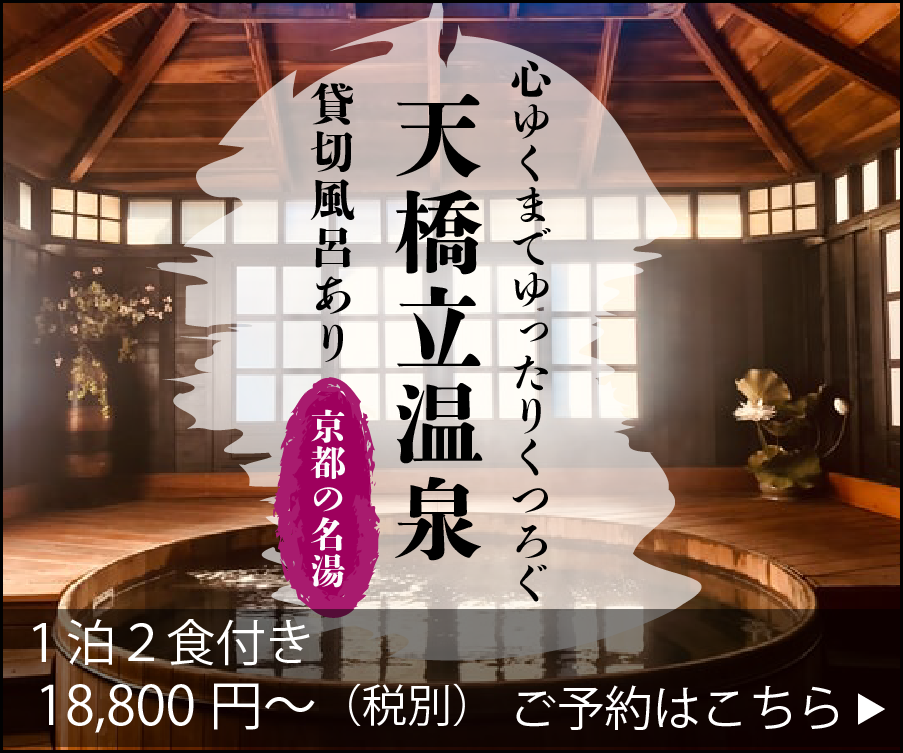 心ゆくまでゆったりくつろぐ
天橋立温泉
貸切風呂あり
京都の名湯
1泊2食付き
18,800円～（税別） ご予約はこちら▶